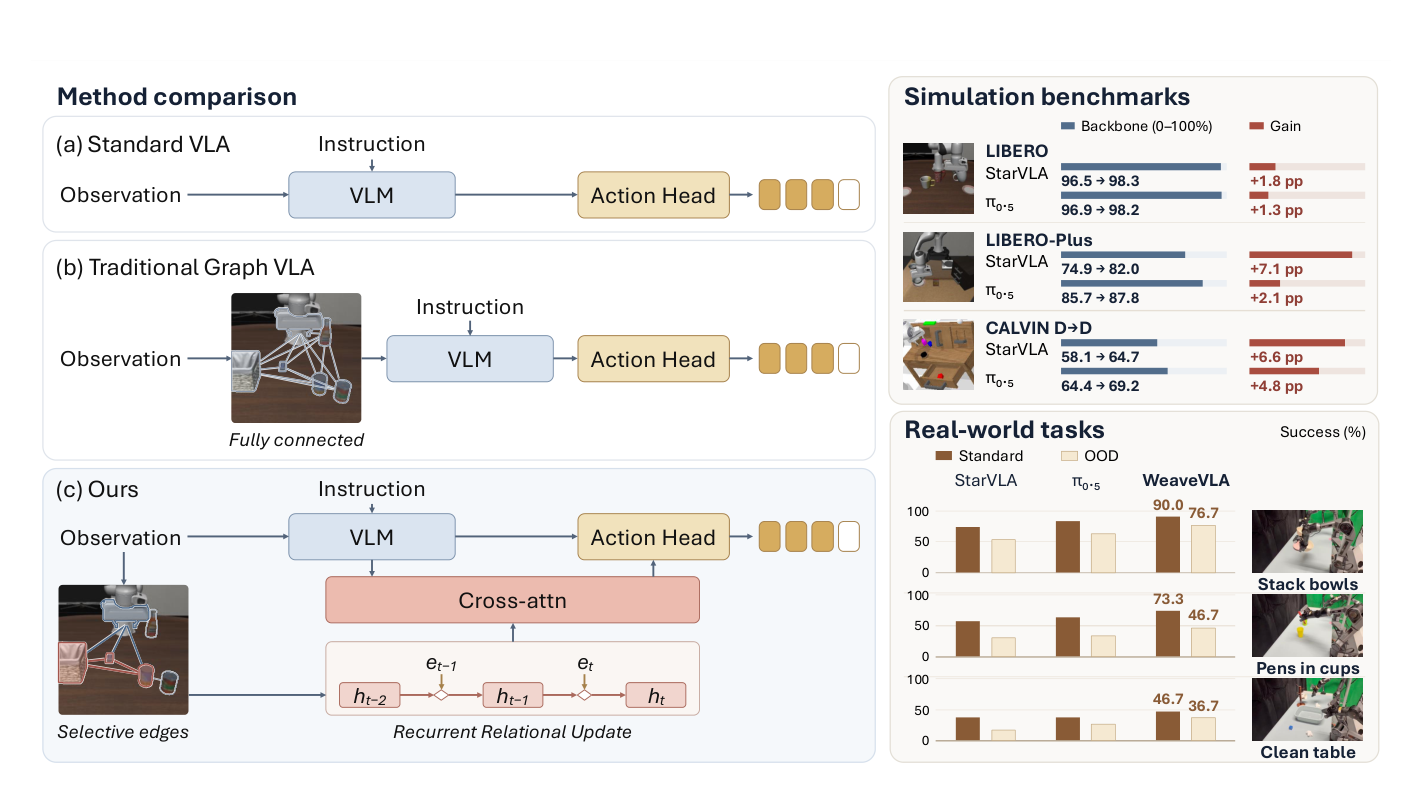 Method comparison
(a) Standard VLA
Instruction
Observation
VLM
Action Head
(b) Traditional Graph VLA
Instruction
Observation
VLM
Action Head
Fully connected
(c) Ours
Instruction
Observation
VLM
Action Head
Cross-attn
e_{t−1}
e_t
h_{t−2}
h_{t−1}
h_t
Selective edges
Recurrent Relational Update
Simulation benchmarks
Backbone (0–100%)
Gain
LIBERO
StarVLA
96.5 → 98.3
+1.8 pp
π₀.₅
96.9 → 98.2
+1.3 pp
LIBERO-Plus
StarVLA
74.9 → 82.0
+7.1 pp
π₀.₅
85.7 → 87.8
+2.1 pp
CALVIN D→D
StarVLA
58.1 → 64.7
+6.6 pp
π₀.₅
64.4 → 69.2
+4.8 pp
Real-world tasks
Success (%)
Standard
OOD
StarVLA
π₀.₅
WeaveVLA
100
50
0
90.0
76.7
Stack bowls
100
50
0
73.3
46.7
Pens in cups
100
50
0
46.7
36.7
Clean table